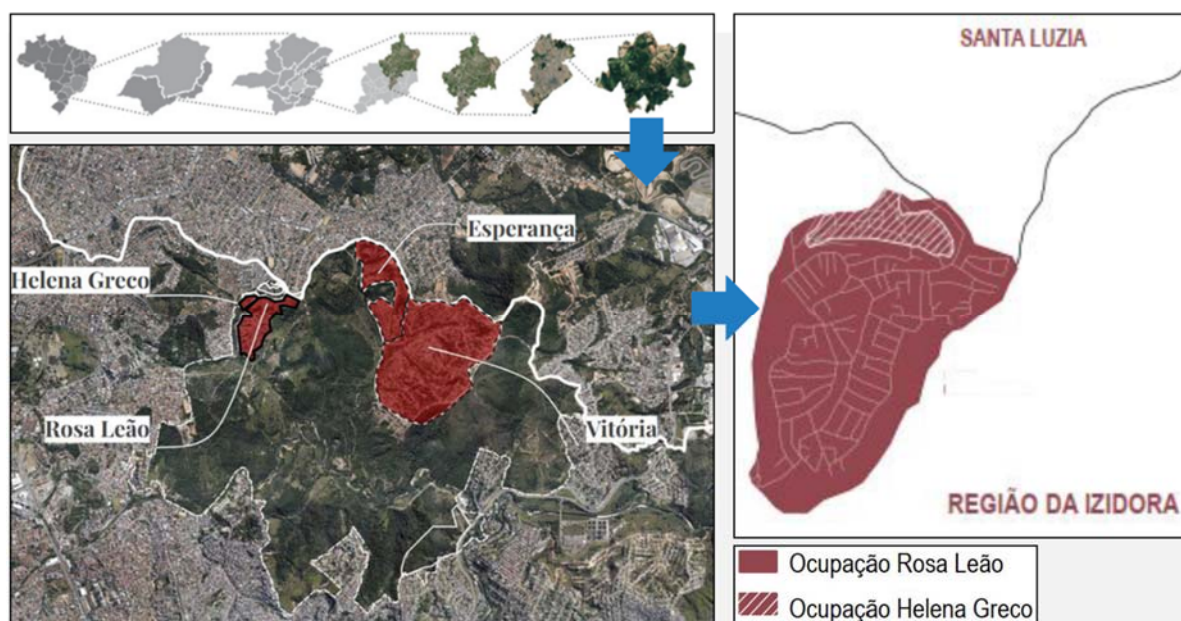 Esperança
Helena Greco
Rosa Leão
Vitória
SANTA LUZIA
REGIÃO DA IZIDORA
Ocupação Rosa Leão
Ocupação Helena Greco